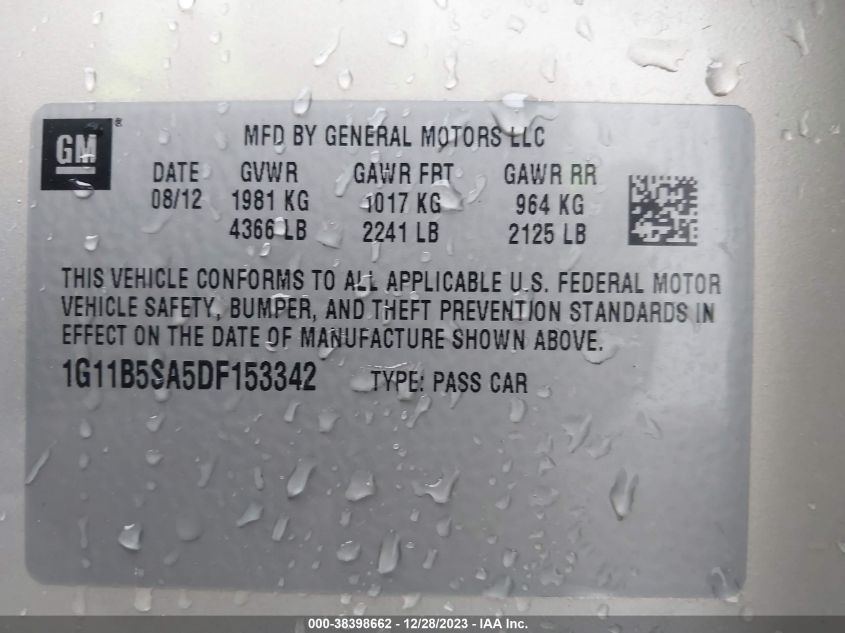 GM ®
MFD BY GENERAL MOTORS LLC
DATE GVWR GAWR FRT GAWR RR
08/12 1981 KG 1017 KG 964 KG
4366 LB 2241 LB 2125 LB
THIS VEHICLE CONFORMS TO ALL APPLICABLE U.S. FEDERAL MOTOR
VEHICLE SAFETY, BUMPER, AND THEFT PREVENTION STANDARDS IN
EFFECT ON THE DATE OF MANUFACTURE SHOWN ABOVE.
1G11B5SA5DF153342 TYPE: PASS CAR
000-38398662 - 12/28/2023 - IAA Inc.